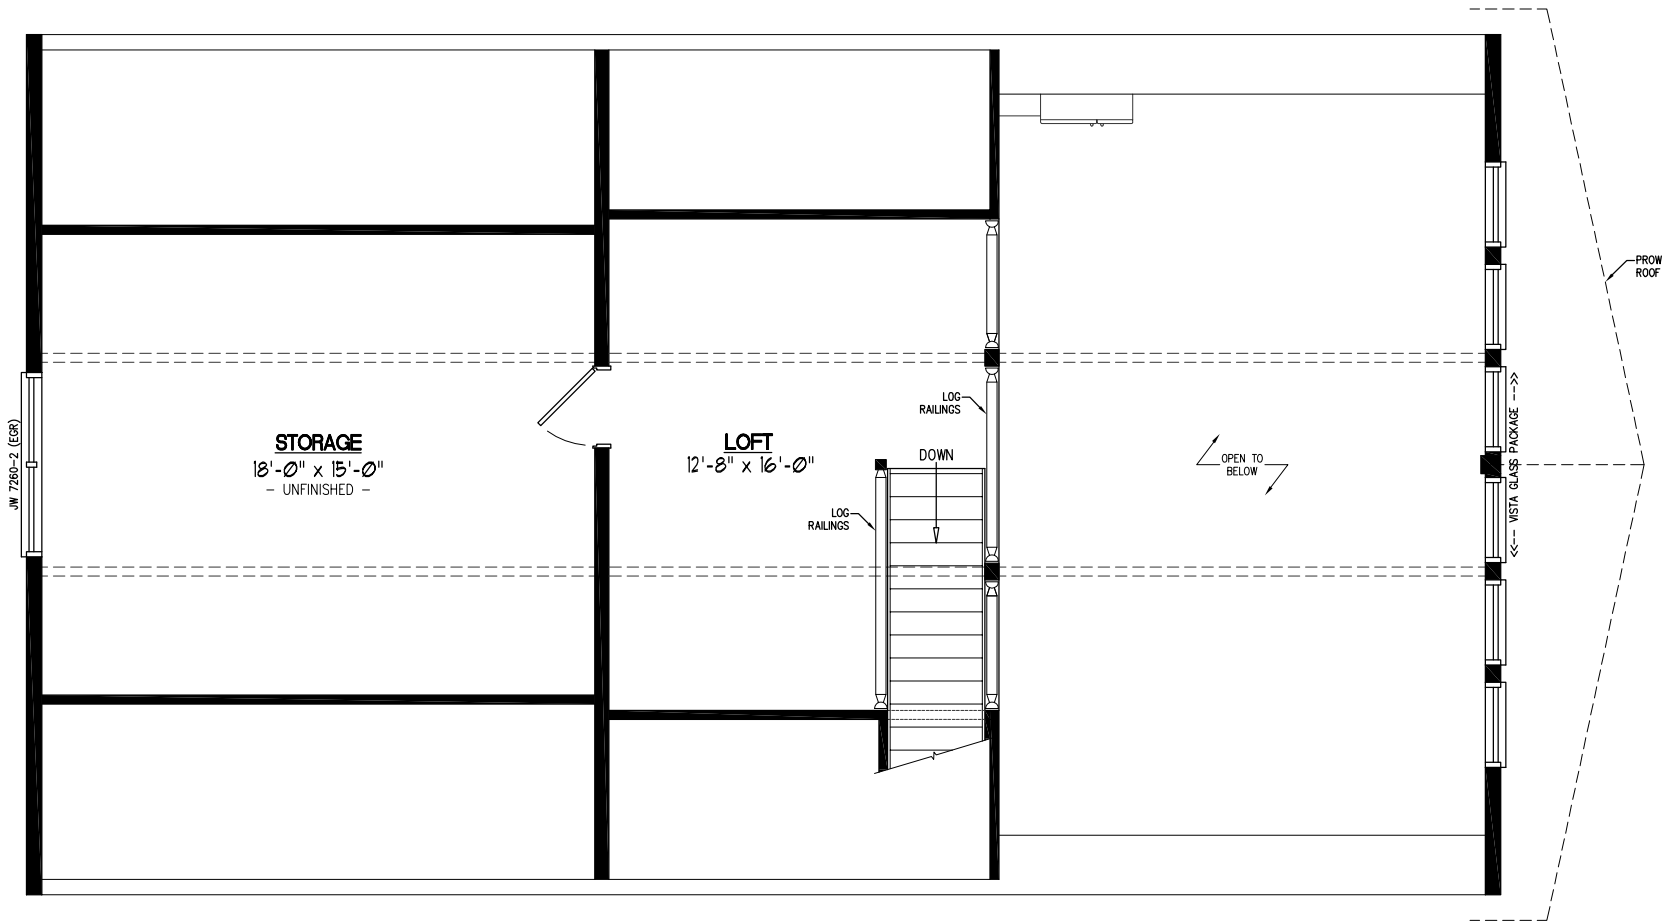 PROW
ROOF
LOG
RAILINGS
STORAGE
18'-0" x 15'-0"
- UNFINISHED -
LOFT
12'-8" x 16'-0"
DOWN
OPEN TO
BELOW
LOG
RAILINGS
JW 7260-2 (EGR)
<<-- VISTA GLASS PACKAGE -->>